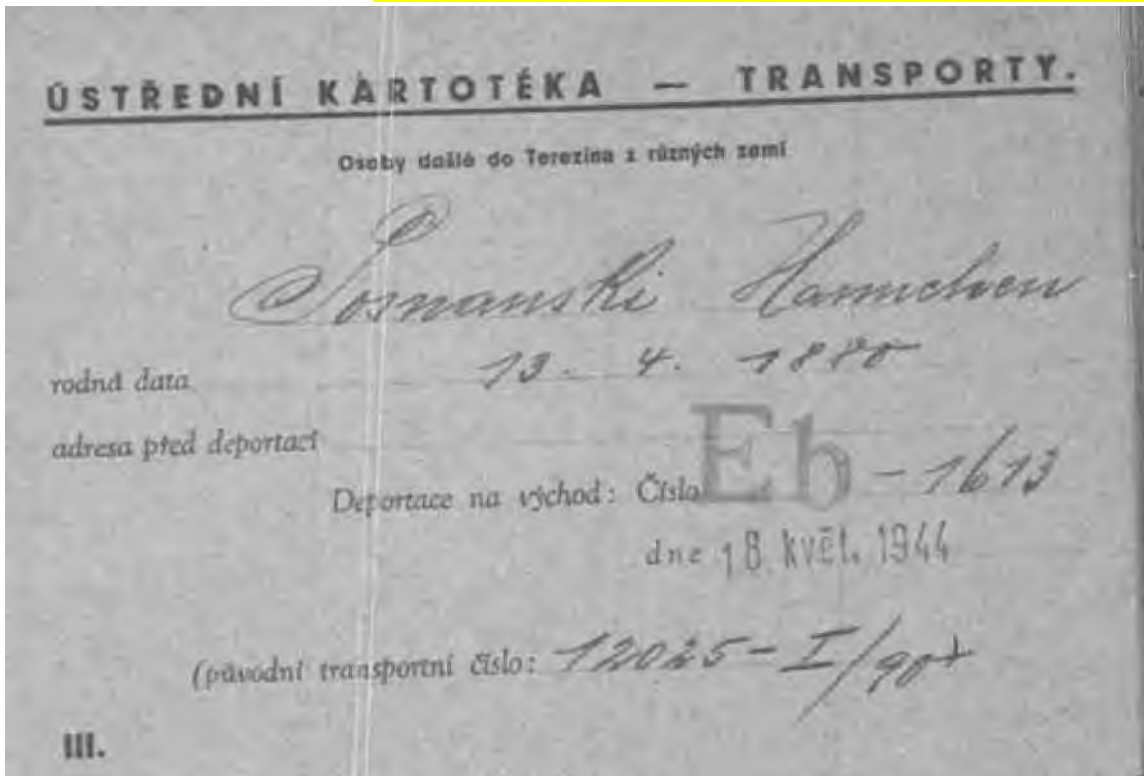 ÚSTŘEDNÍ KARTOTÉKA — TRANSPORTY.
Osoby došlé do Terezína z různých zemí
Posnanski Hannchen
rodná data 13. 4. 1880
adresa před deportací
Deportace na východ: Číslo Eb - 1613
dne 18. květ. 1944
(původní transportní číslo: 12025 - I/90
III.